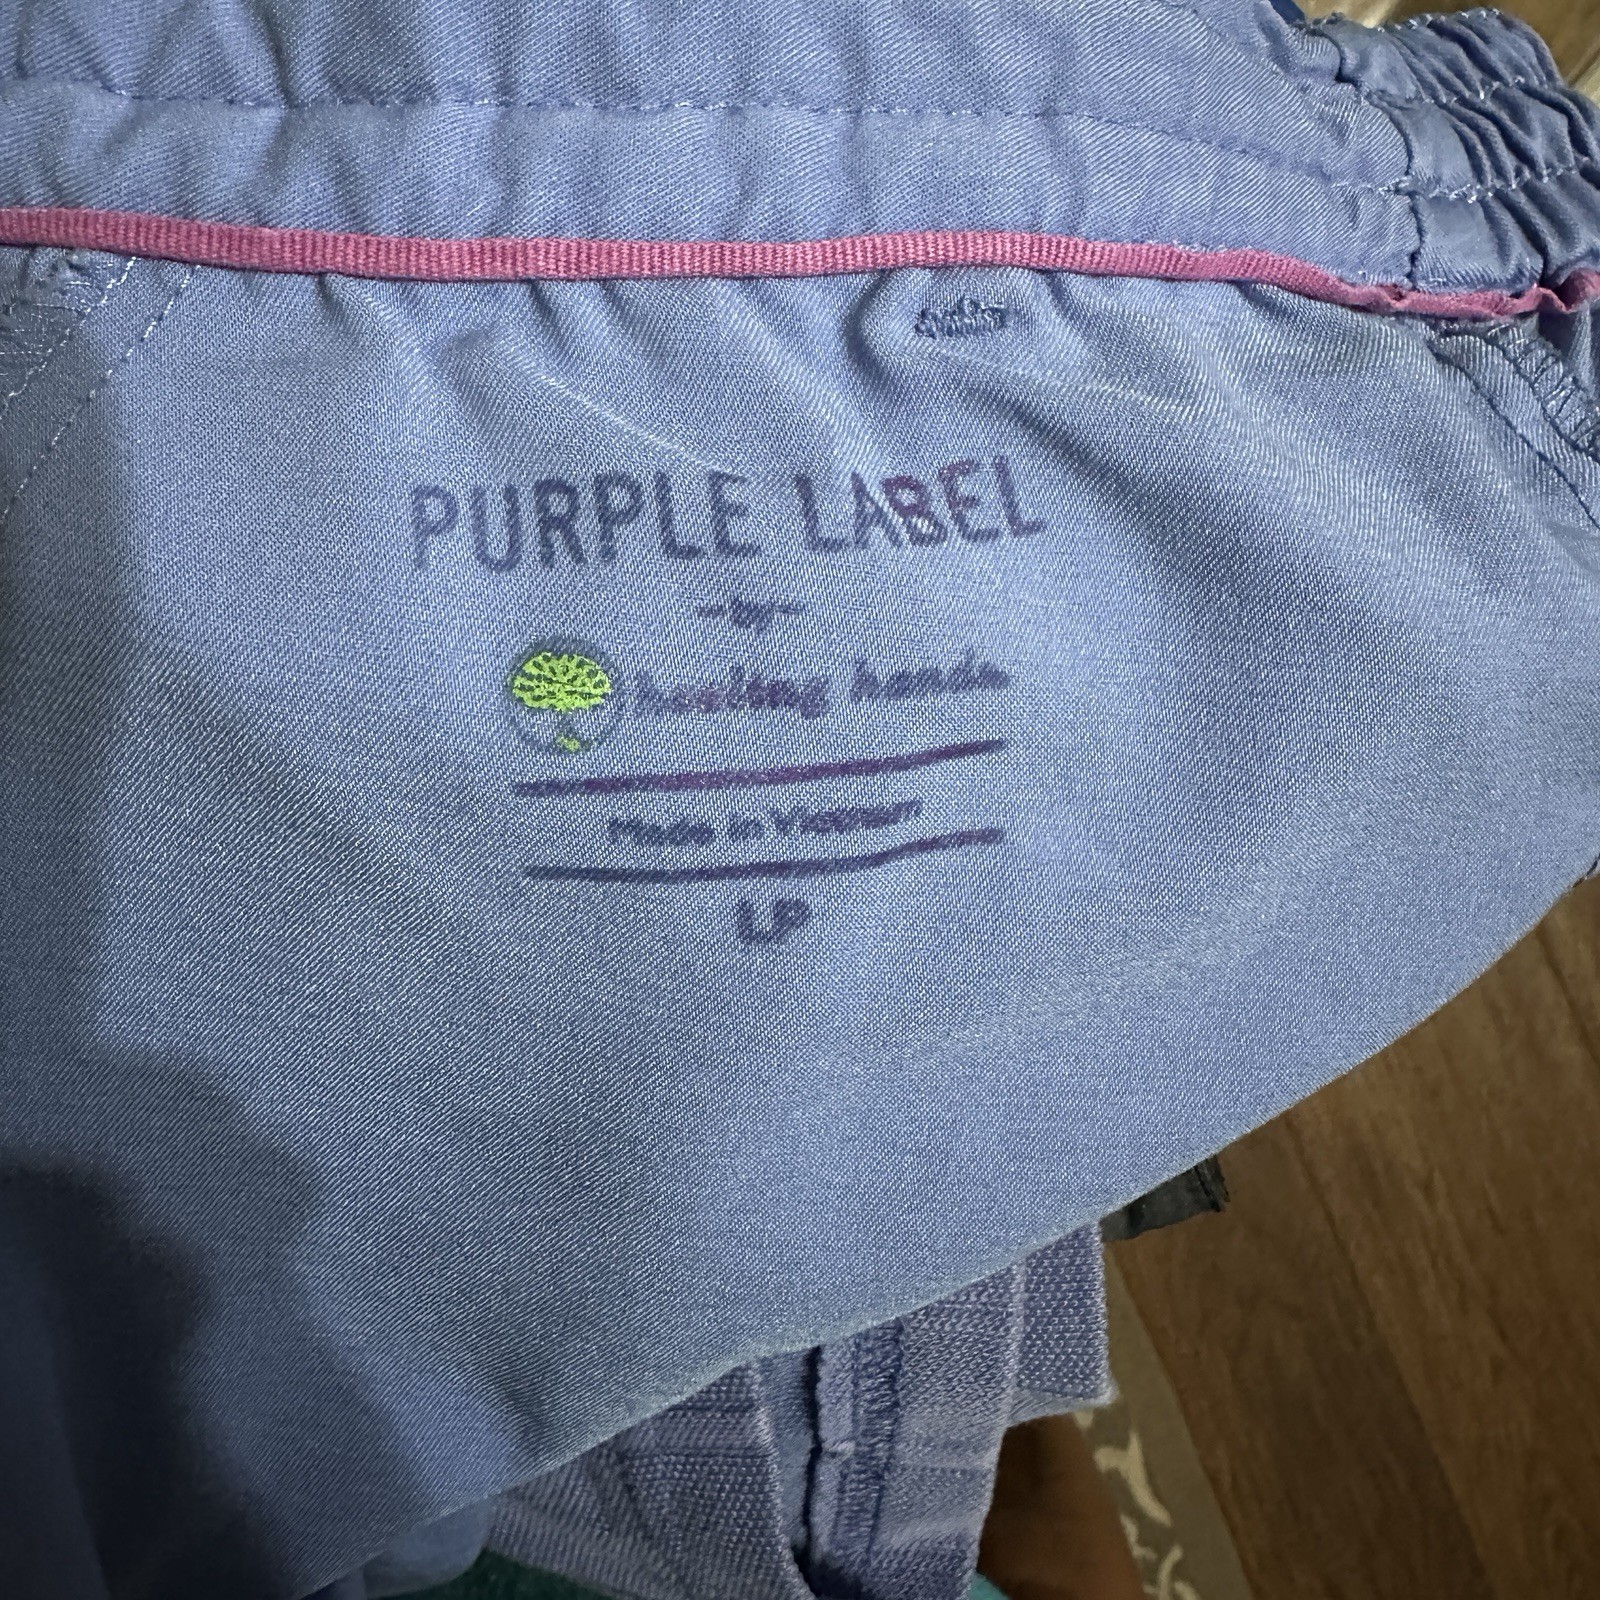 PURPLE LABEL
-by-
healing hands
Made in Vietnam
LP